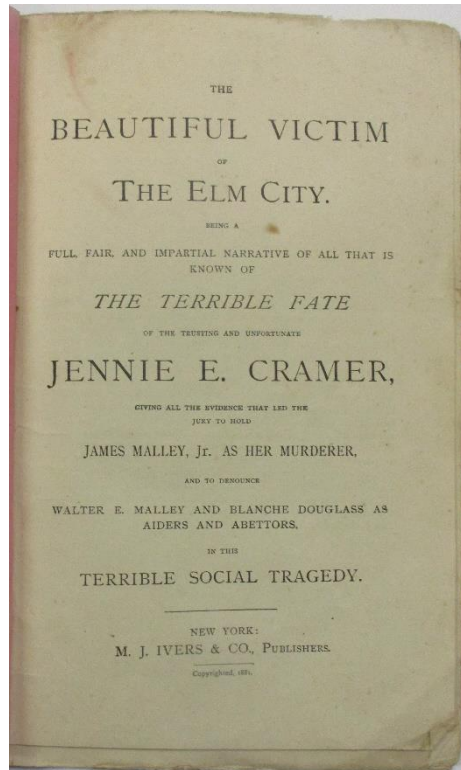 THE
BEAUTIFUL VICTIM
OF
THE ELM CITY.
BEING A
FULL, FAIR, AND IMPARTIAL NARRATIVE OF ALL THAT IS
KNOWN OF
THE TERRIBLE FATE
OF THE TRUSTING AND UNFORTUNATE
JENNIE E. CRAMER,
GIVING ALL THE EVIDENCE THAT LED THE
JURY TO HOLD
JAMES MALLEY, Jr. AS HER MURDERER,
AND TO DENOUNCE
WALTER E. MALLEY AND BLANCHE DOUGLASS AS
AIDERS AND ABETTORS,
IN THIS
TERRIBLE SOCIAL TRAGEDY.
NEW YORK:
M. J. IVERS & CO., PUBLISHERS.
Copyrighted, 1881.